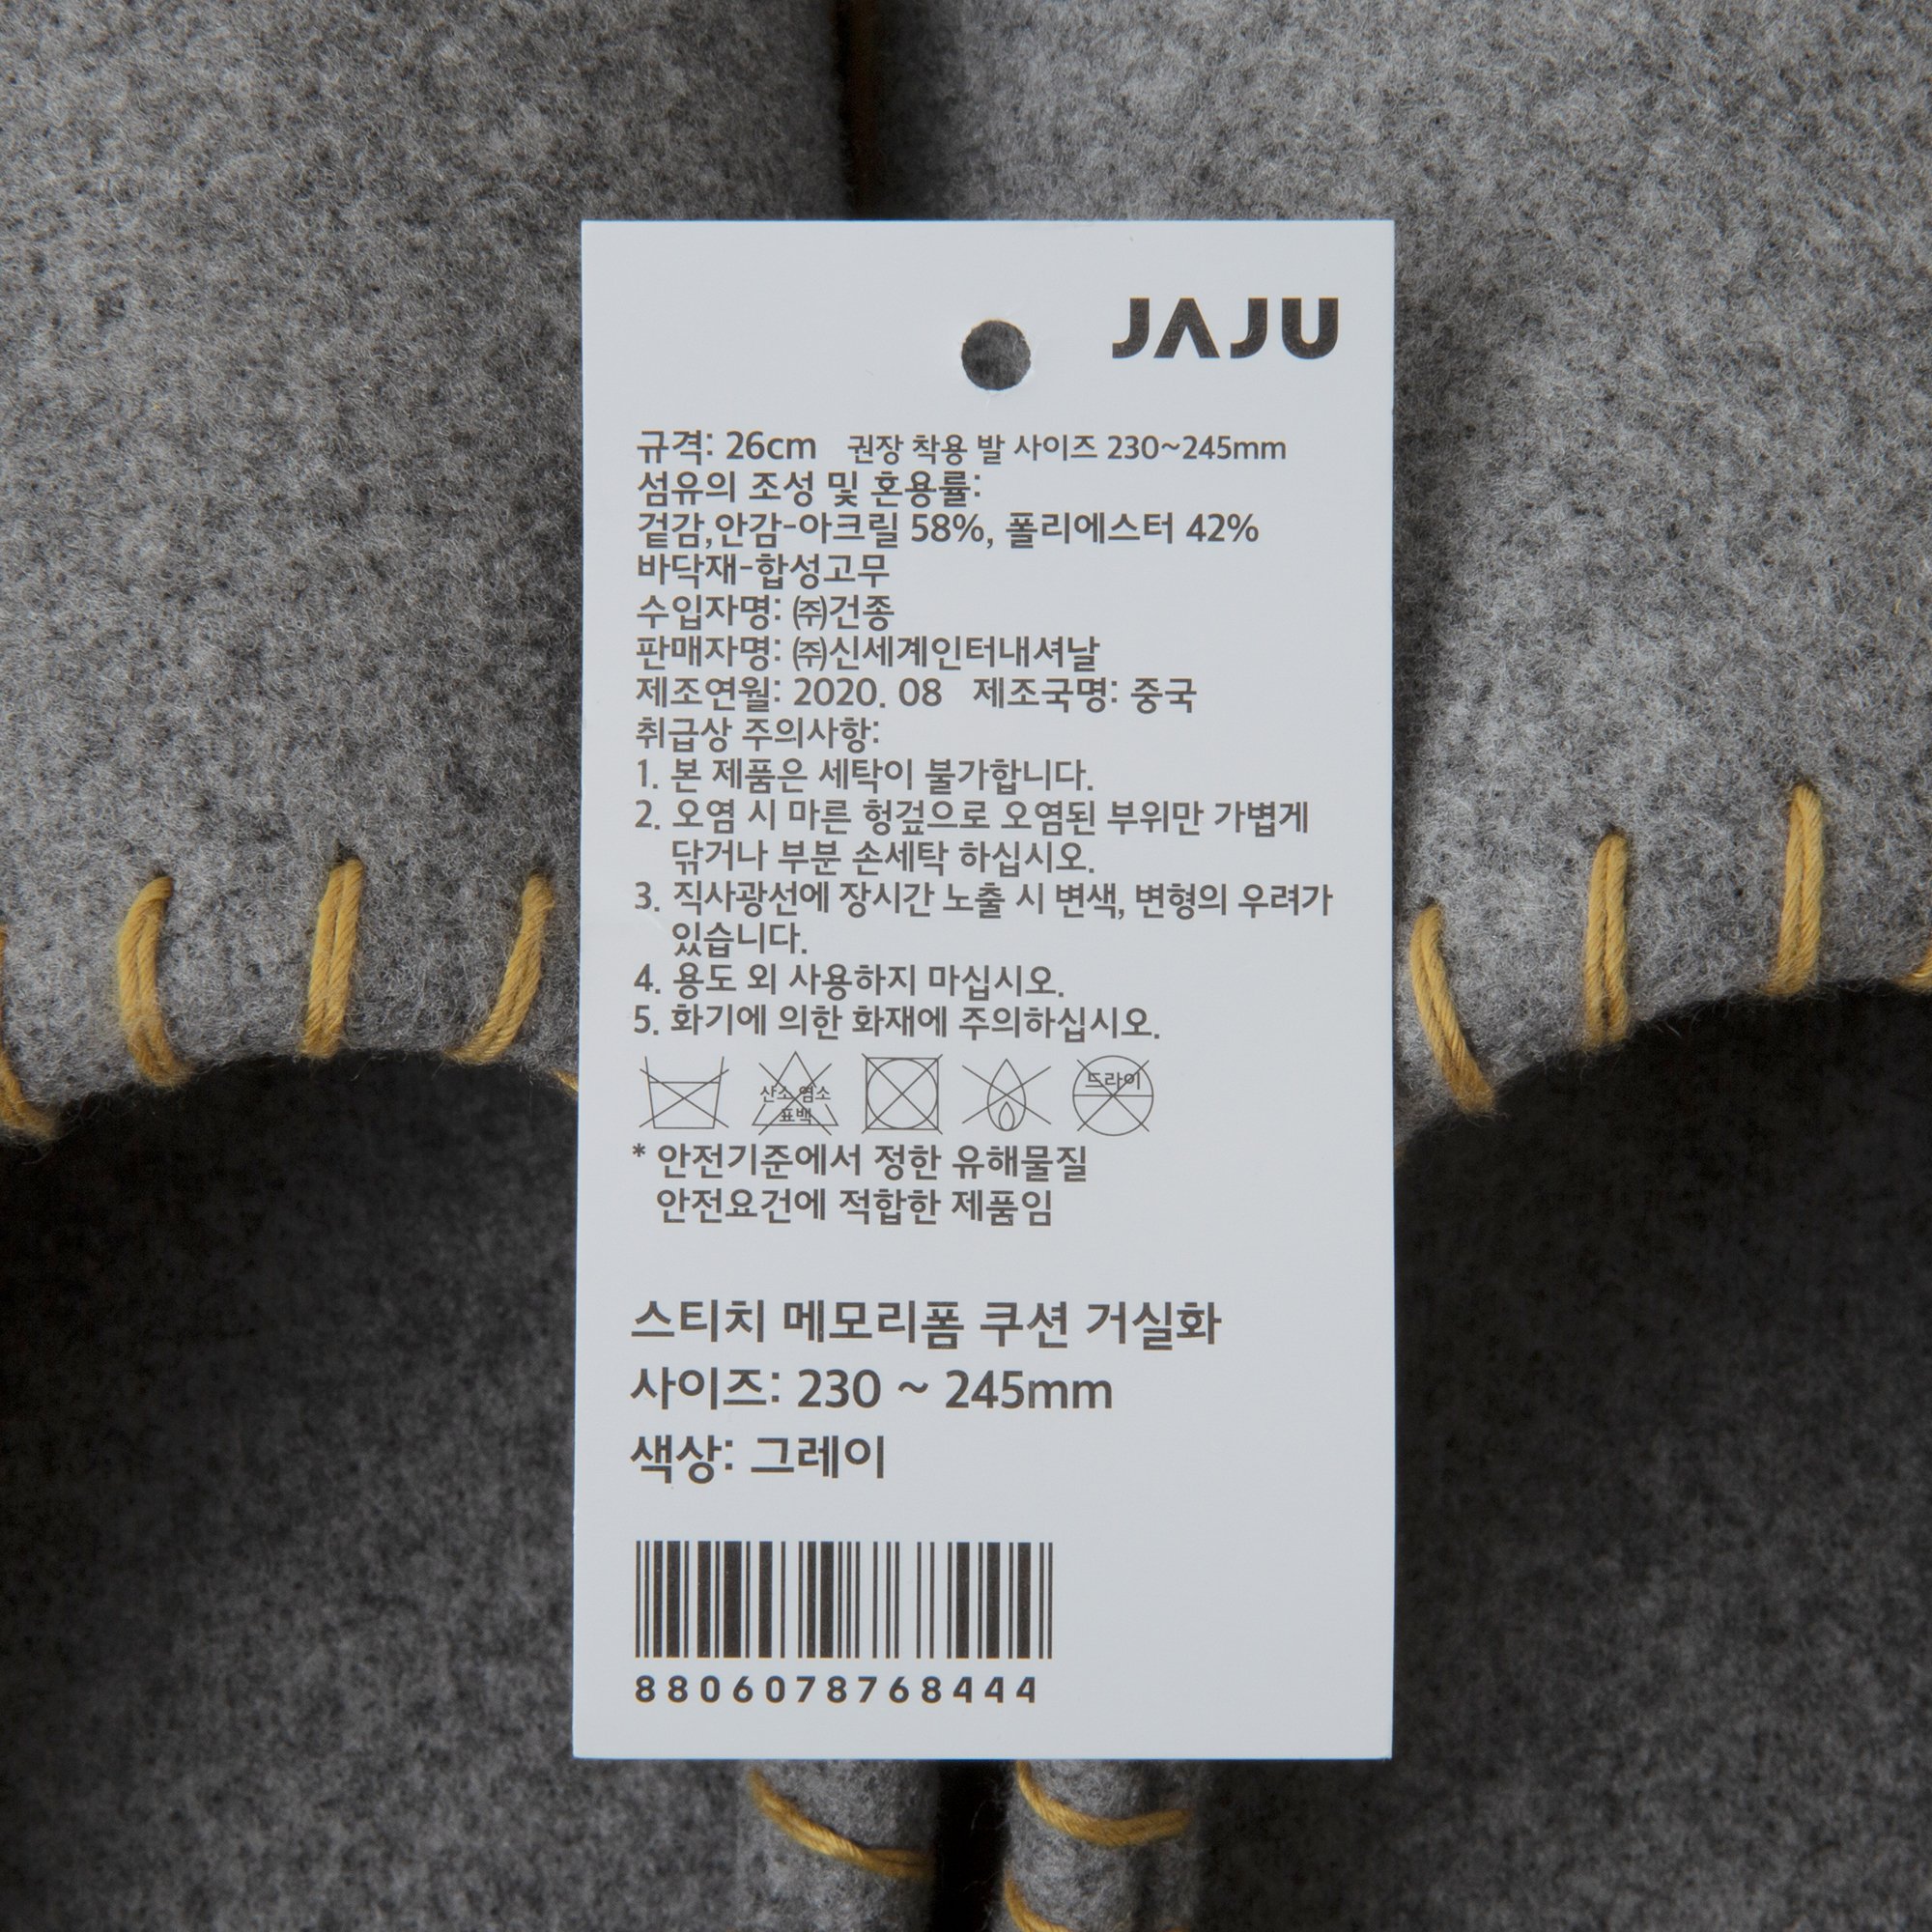 JAJU
규격: 26cm 권장 착용 발 사이즈 230~245mm
섬유의 조성 및 혼용률:
겉감,안감-아크릴 58%, 폴리에스터 42%
바닥재-합성고무
수입자명: ㈜건종
판매자명: ㈜신세계인터내셔날
제조연월: 2020. 08 제조국명: 중국
취급상 주의사항:
1. 본 제품은 세탁이 불가합니다.
2. 오염 시 마른 헝겊으로 오염된 부위만 가볍게
닦거나 부분 손세탁 하십시오.
3. 직사광선에 장시간 노출 시 변색, 변형의 우려가
있습니다.
4. 용도 외 사용하지 마십시오.
5. 화기에 의한 화재에 주의하십시오.
산소 염소 드라이
표백
* 안전기준에서 정한 유해물질
안전요건에 적합한 제품임
스티치 메모리폼 쿠션 거실화
사이즈: 230 ~ 245mm
색상: 그레이
8806078768444